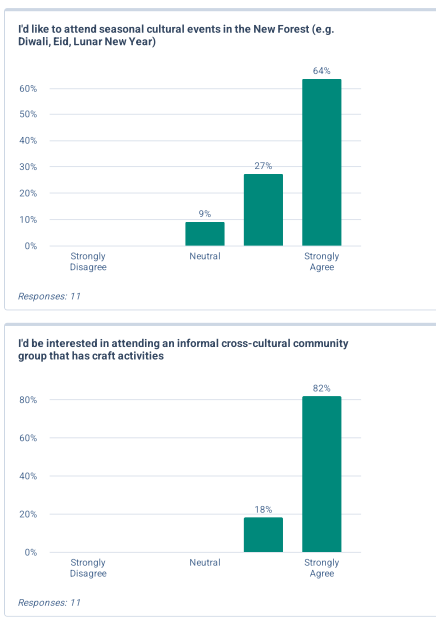 I'd like to attend seasonal cultural events in the New Forest (e.g.
Diwali, Eid, Lunar New Year)
64%
60%
50%
40%
30%
27%
20%
9%
10%
0%
Strongly
Disagree
Neutral
Strongly
Agree
Responses: 11
I'd be interested in attending an informal cross-cultural community
group that has craft activities
82%
80%
60%
40%
20%
18%
0%
Strongly
Disagree
Neutral
Strongly
Agree
Responses: 11